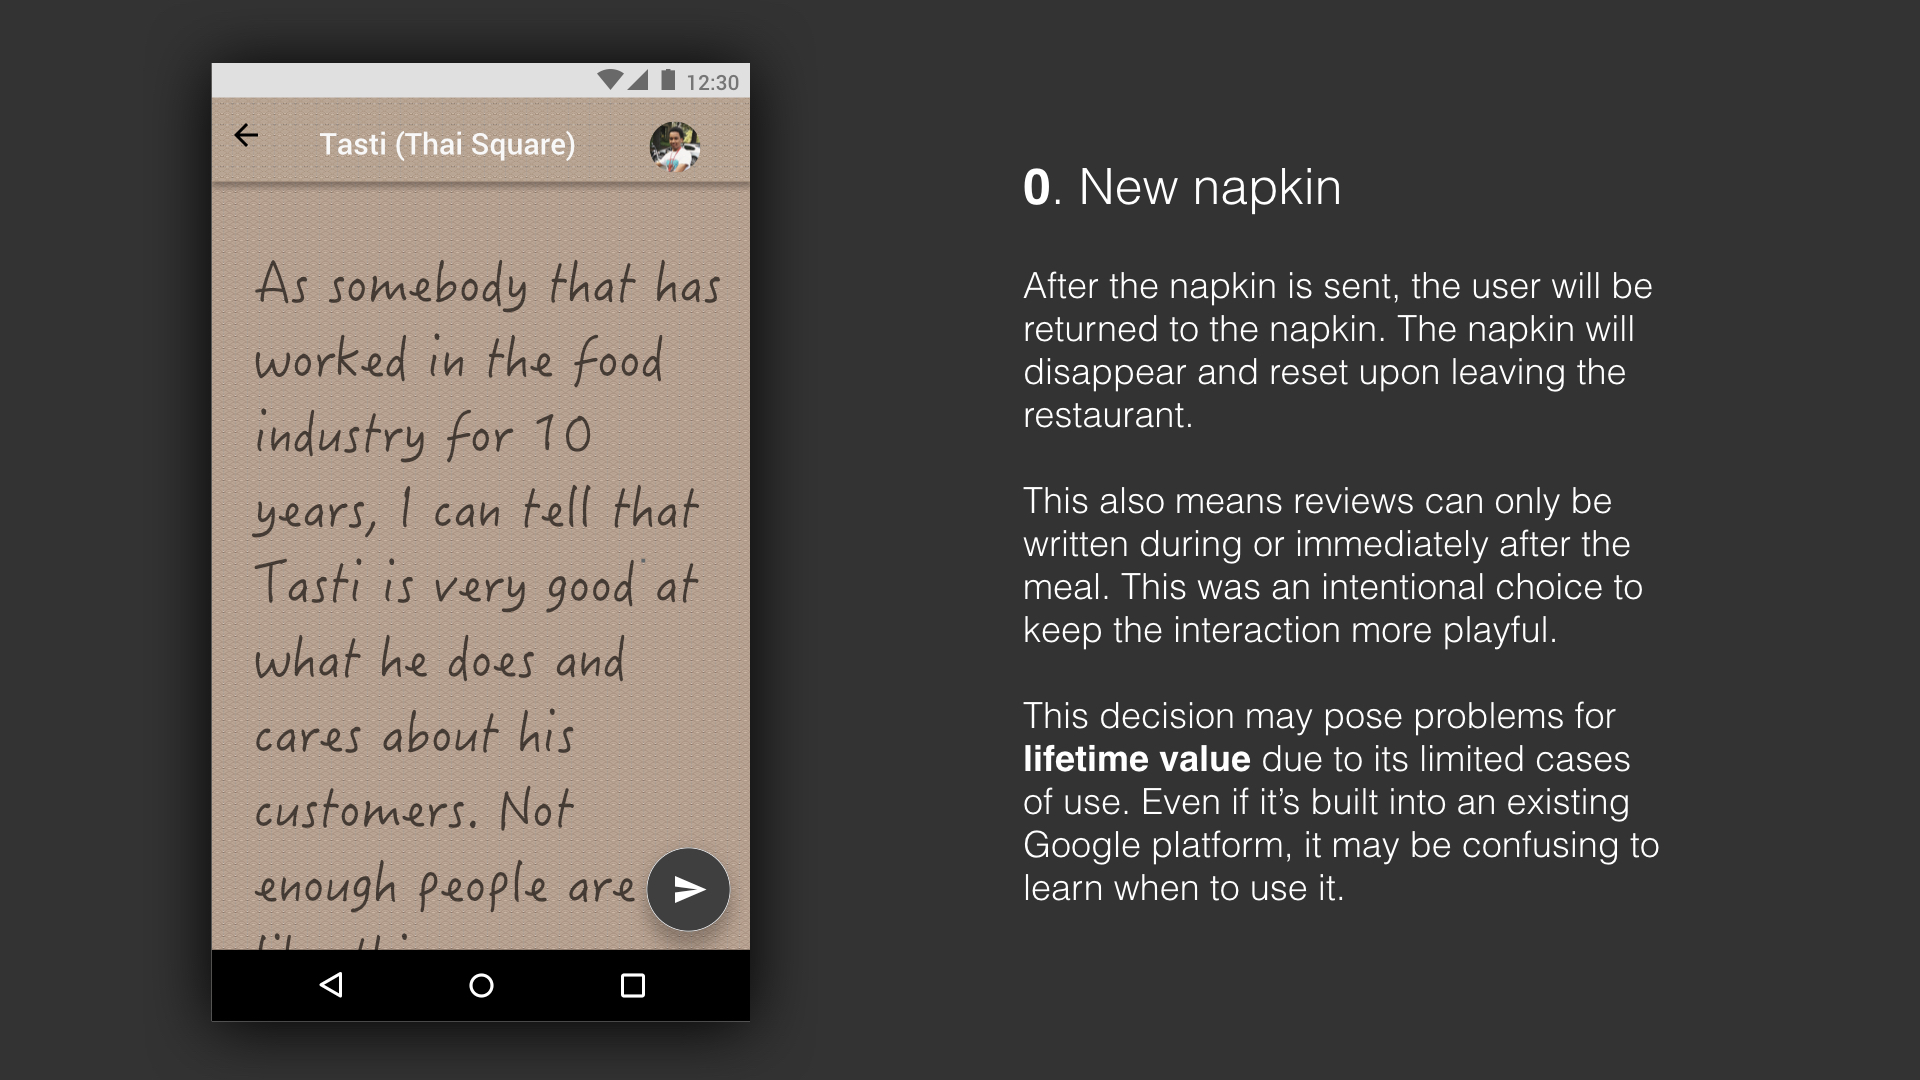 12:30
Tasti (Thai Square)
As somebody that has
worked in the food
industry for 10
years, I can tell that
Tasti is very good at
what he does and
cares about his
customers. Not
enough people are
0. New napkin
After the napkin is sent, the user will be
returned to the napkin. The napkin will
disappear and reset upon leaving the
restaurant.
This also means reviews can only be
written during or immediately after the
meal. This was an intentional choice to
keep the interaction more playful.
This decision may pose problems for
lifetime value due to its limited cases
of use. Even if it’s built into an existing
Google platform, it may be confusing to
learn when to use it.